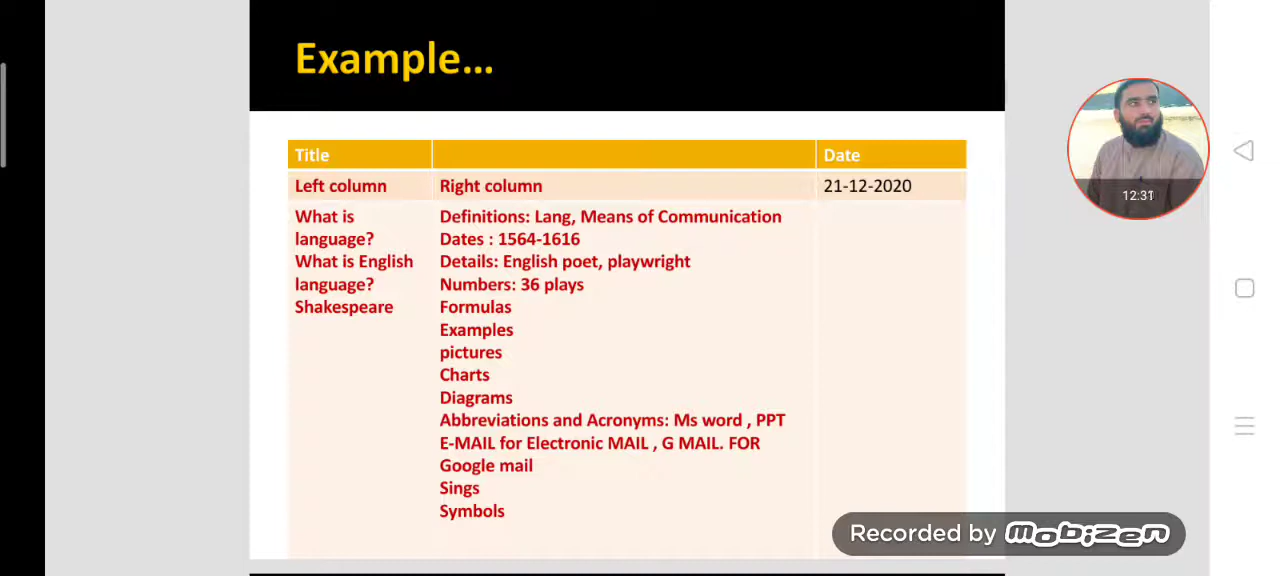 Example...
Title
Date
Left column
Right column
21-12-2020
What is
language?
What is English
language?
Shakespeare
Definitions: Lang, Means of Communication
Dates : 1564-1616
Details: English poet, playwright
Numbers: 36 plays
Formulas
Examples
pictures
Charts
Diagrams
Abbreviations and Acronyms: Ms word , PPT
E-MAIL for Electronic MAIL , G MAIL. FOR
Google mail
Sings
Symbols
12:31
Recorded by mobizen